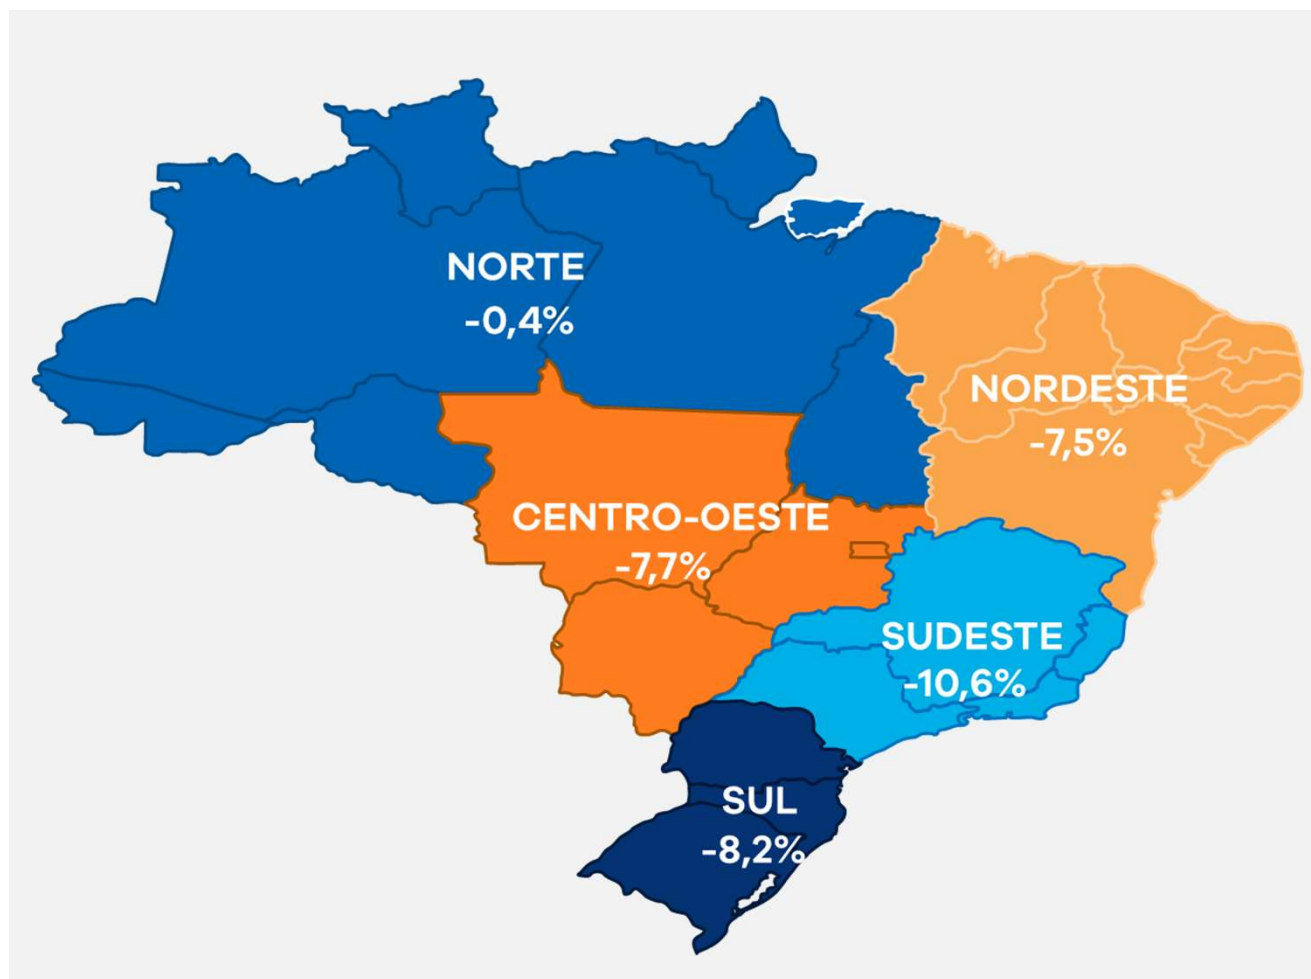 NORTE
-0,4%
NORDESTE
-7,5%
CENTRO-OESTE
-7,7%
SUDESTE
-10,6%
SUL
-8,2%